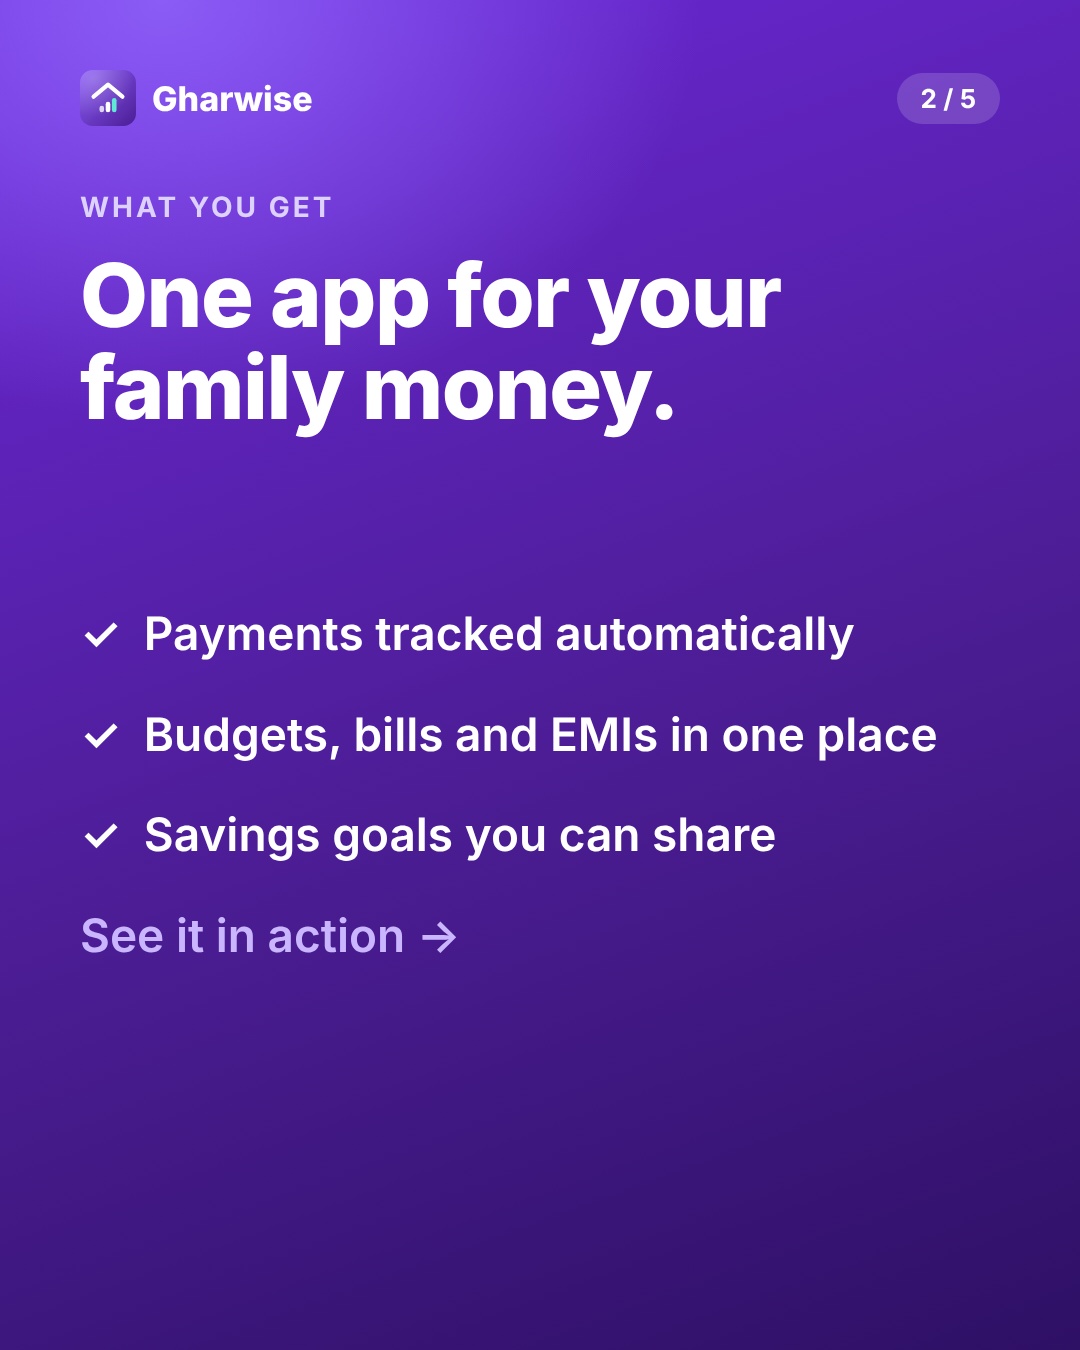 Gharwise
2 / 5
WHAT YOU GET
One app for your
family money.
✓ Payments tracked automatically
✓ Budgets, bills and EMIs in one place
✓ Savings goals you can share
See it in action →